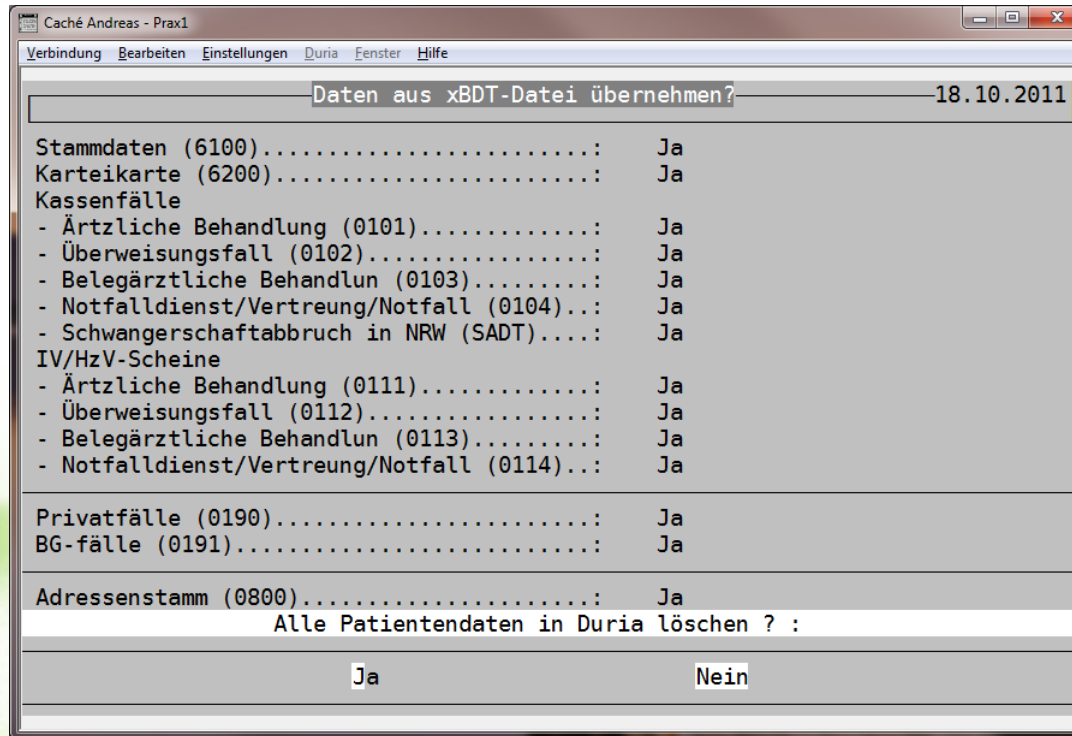 Caché Andreas - Prax1
Verbindung Bearbeiten Einstellungen Duria Fenster Hilfe
Daten aus xBDT-Datei übernehmen? 18.10.2011
Stammdaten (6100).........................: Ja
Karteikarte (6200)........................: Ja
Kassenfälle
- Ärtzliche Behandlung (0101).............: Ja
- Überweisungsfall (0102).................: Ja
- Belegärztliche Behandlun (0103).........: Ja
- Notfalldienst/Vertreung/Notfall (0104)..: Ja
- Schwangerschaftabbruch in NRW (SADT)....: Ja
IV/HzV-Scheine
- Ärtzliche Behandlung (0111).............: Ja
- Überweisungsfall (0112).................: Ja
- Belegärztliche Behandlun (0113).........: Ja
- Notfalldienst/Vertreung/Notfall (0114)..: Ja
Privatfälle (0190)........................: Ja
BG-fälle (0191)...........................: Ja
Adressenstamm (0800)......................: Ja
Alle Patientendaten in Duria löschen ? :
Ja Nein